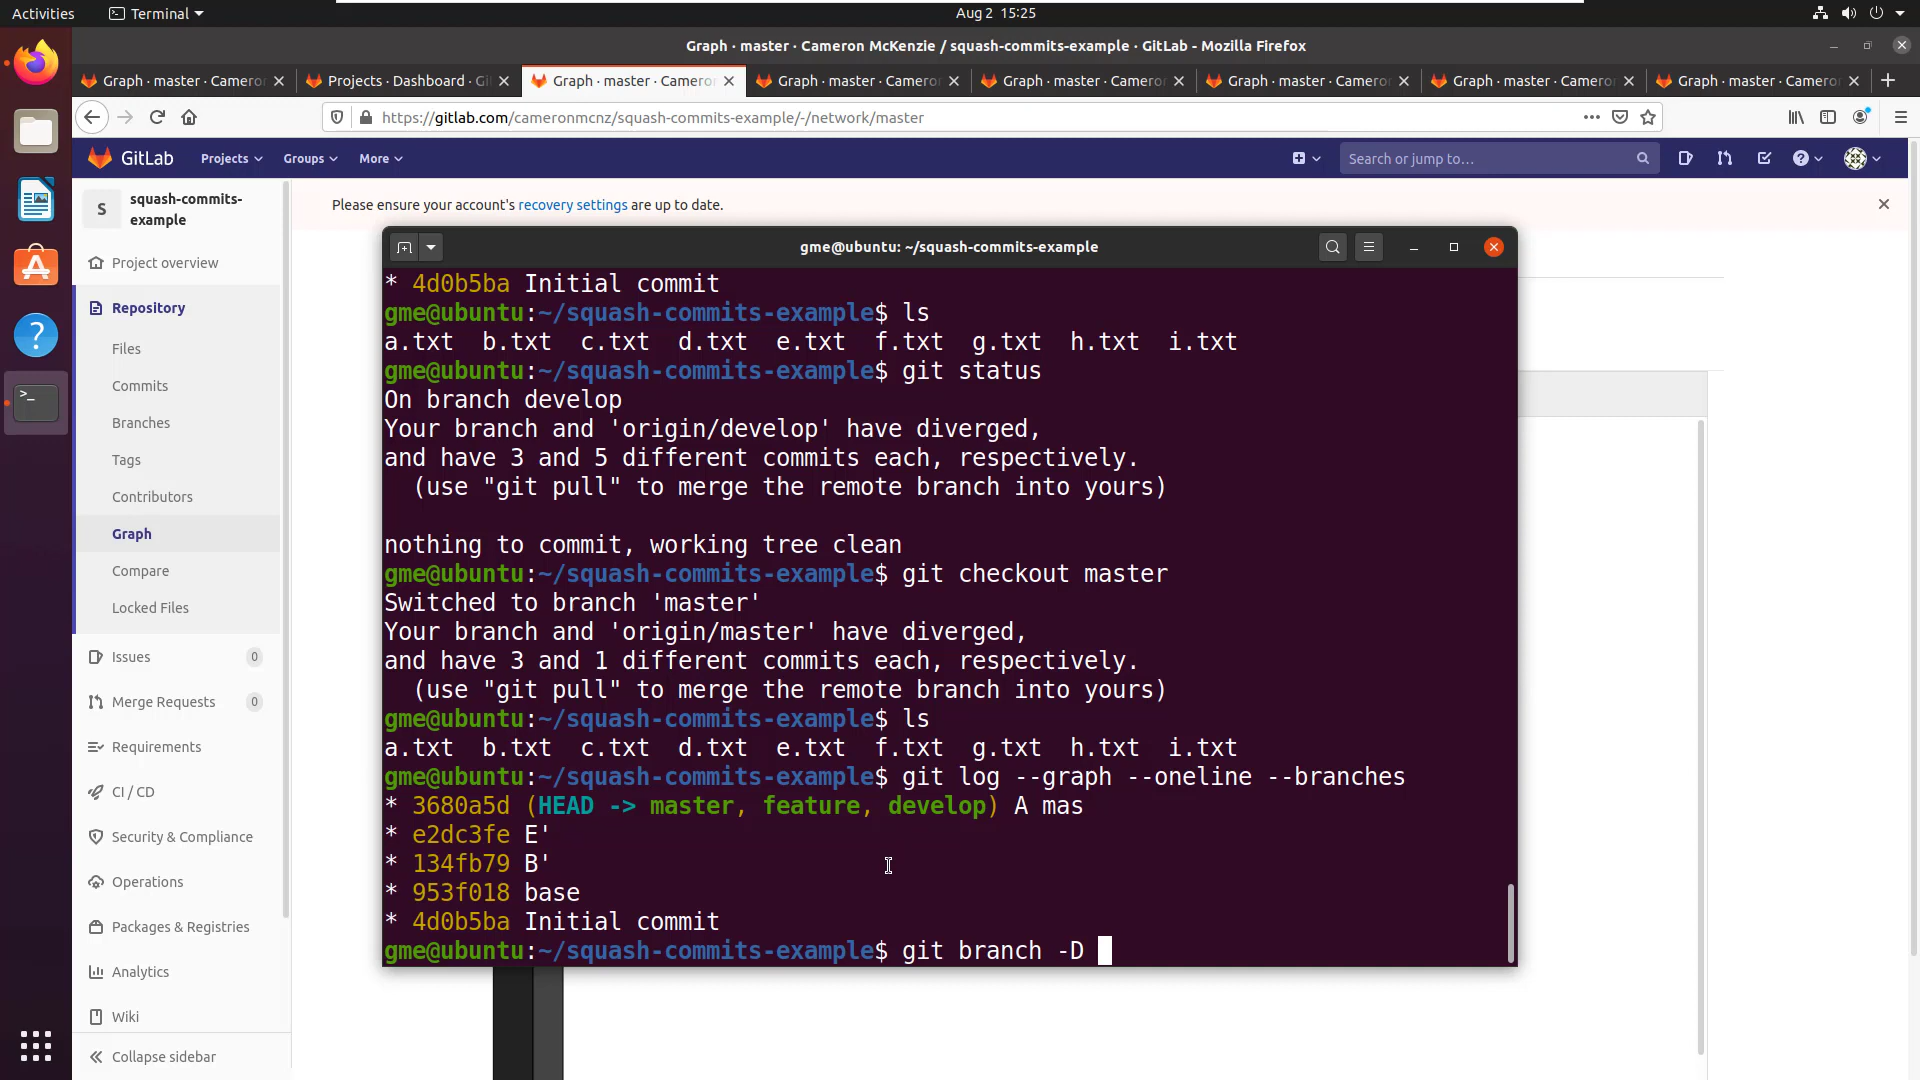 Activities
Terminal
Aug 2 15:25
Graph · master · Cameron McKenzie / squash-commits-example · GitLab - Mozilla Firefox
Graph · master · Cameron
Projects · Dashboard · Gi
Graph · master · Cameron
Graph · master · Cameron
Graph · master · Cameron
Graph · master · Cameron
Graph · master · Cameron
Graph · master · Cameron
https://gitlab.com/cameronmcnz/squash-commits-example/-/network/master
GitLab
Projects
Groups
More
Search or jump to…
S
squash-commits-
example
Please ensure your account's recovery settings are up to date.
Project overview
Repository
Files
Commits
Branches
Tags
Contributors
Graph
Compare
Locked Files
Issues 0
Merge Requests 0
Requirements
CI / CD
Security & Compliance
Operations
Packages & Registries
Analytics
Wiki
Collapse sidebar
gme@ubuntu: ~/squash-commits-example
* 4d0b5ba Initial commit
gme@ubuntu:~/squash-commits-example$ ls
a.txt b.txt c.txt d.txt e.txt f.txt g.txt h.txt i.txt
gme@ubuntu:~/squash-commits-example$ git status
On branch develop
Your branch and 'origin/develop' have diverged,
and have 3 and 5 different commits each, respectively.
(use "git pull" to merge the remote branch into yours)
nothing to commit, working tree clean
gme@ubuntu:~/squash-commits-example$ git checkout master
Switched to branch 'master'
Your branch and 'origin/master' have diverged,
and have 3 and 1 different commits each, respectively.
(use "git pull" to merge the remote branch into yours)
gme@ubuntu:~/squash-commits-example$ ls
a.txt b.txt c.txt d.txt e.txt f.txt g.txt h.txt i.txt
gme@ubuntu:~/squash-commits-example$ git log --graph --oneline --branches
* 3680a5d (HEAD -> master, feature, develop) A mas
* e2dc3fe E'
* 134fb79 B'
* 953f018 base
* 4d0b5ba Initial commit
gme@ubuntu:~/squash-commits-example$ git branch -D